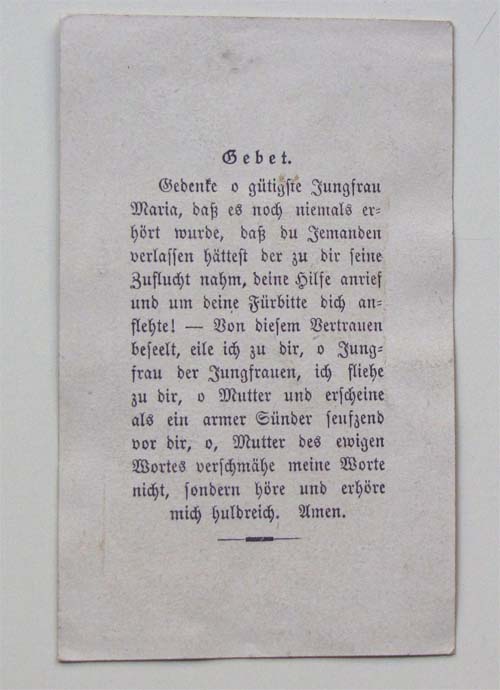 Gebet.
Gedenke o gütigste Jungfrau
Maria, daß es noch niemals er-
hört wurde, daß du Jemanden
verlassen hättest der zu dir seine
Zuflucht nahm, deine Hilfe anrief
und um deine Fürbitte dich an-
flehte! — Von diesem Vertrauen
beseelt, eile ich zu dir, o Jung-
frau der Jungfrauen, ich fliehe
zu dir, o Mutter und erscheine
als ein armer Sünder seufzend
vor dir, o, Mutter des ewigen
Wortes verschmähe meine Worte
nicht, sondern höre und erhöre
mich huldreich. Amen.